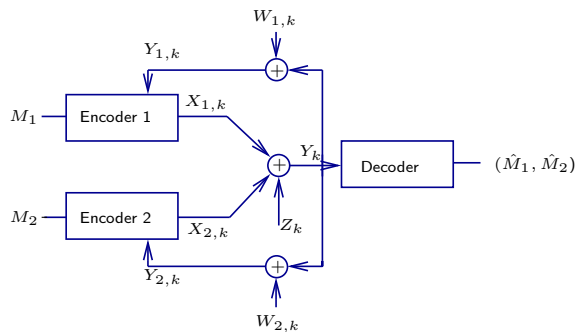 W_{1,k}
Y_{1,k}
+
M_1
Encoder 1
X_{1,k}
+
Y_k
Decoder
(\hat{M}_1, \hat{M}_2)
M_2
Encoder 2
X_{2,k}
Z_k
Y_{2,k}
+
W_{2,k}